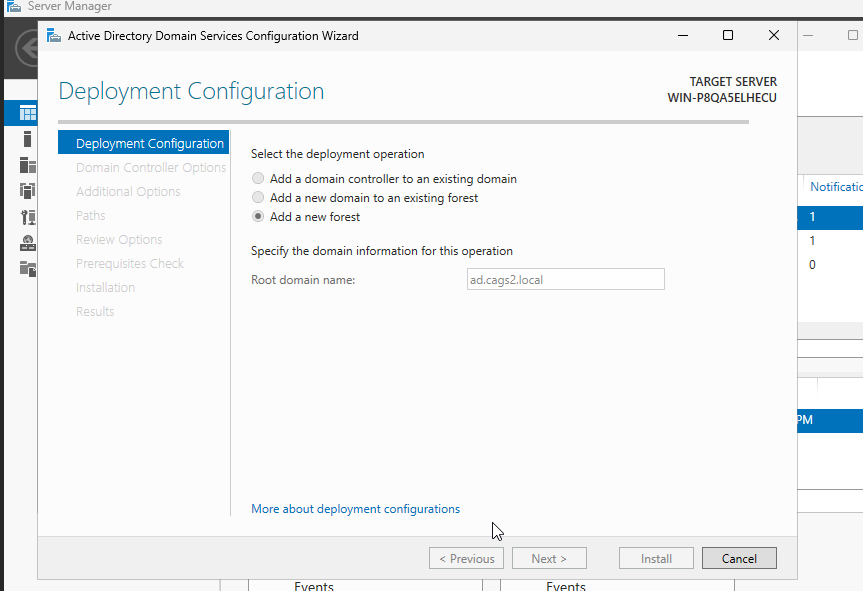 Server Manager
Active Directory Domain Services Configuration Wizard
Deployment Configuration
TARGET SERVER
WIN-P8QA5ELHECU
Deployment Configuration
Domain Controller Options
Additional Options
Paths
Review Options
Prerequisites Check
Installation
Results
Select the deployment operation
Add a domain controller to an existing domain
Add a new domain to an existing forest
Add a new forest
Specify the domain information for this operation
Root domain name:
ad.cags2.local
More about deployment configurations
< Previous
Next >
Install
Cancel
Notificatio
1
1
0
PM
Events
Events